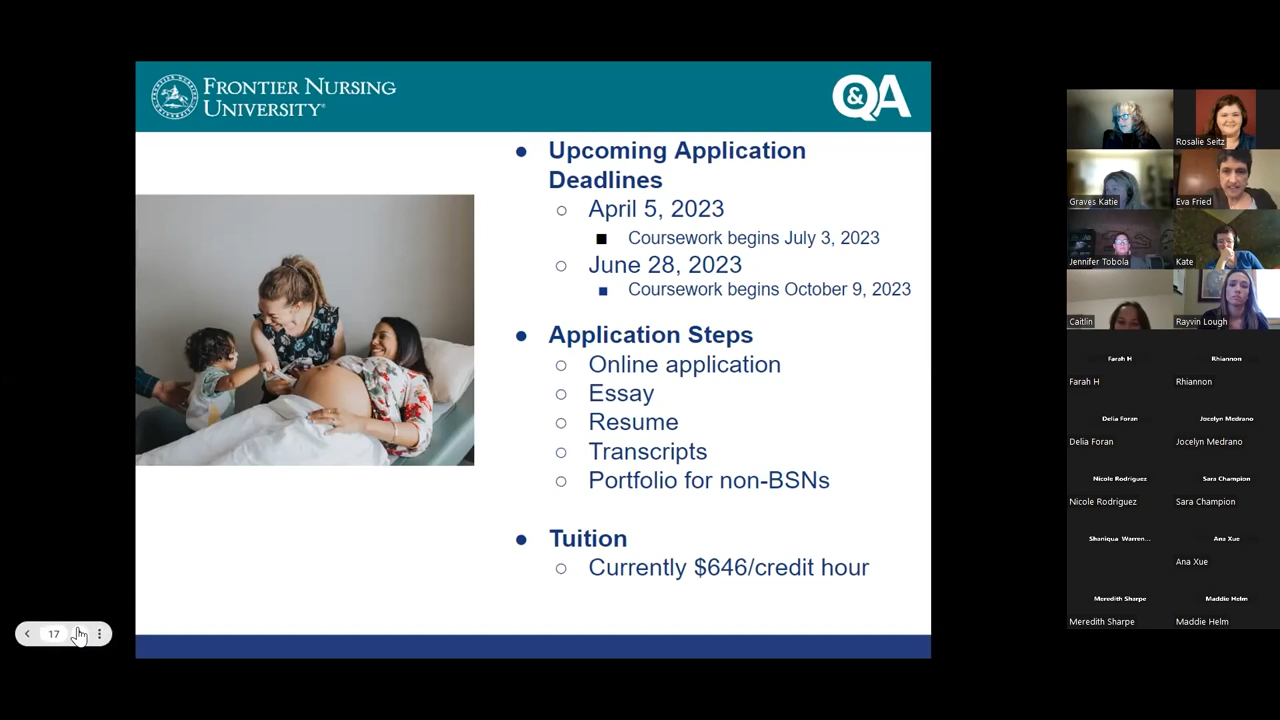 FRONTIER NURSING
UNIVERSITY®
Q&A
Upcoming Application
Deadlines
April 5, 2023
Coursework begins July 3, 2023
June 28, 2023
Coursework begins October 9, 2023
Application Steps
Online application
Essay
Resume
Transcripts
Portfolio for non-BSNs
Tuition
Currently $646/credit hour
17
Rosalie Seitz
Graves Katie
Eva Fried
Jennifer Tobola
Kate
Caitlin
Rayvin Lough
Farah H
Rhiannon
Farah H
Rhiannon
Delia Foran
Jocelyn Medrano
Delia Foran
Jocelyn Medrano
Nicole Rodriguez
Sara Champion
Nicole Rodriguez
Sara Champion
Shaniqua Warren...
Ana Xue
Ana Xue
Meredith Sharpe
Maddie Helm
Meredith Sharpe
Maddie Helm